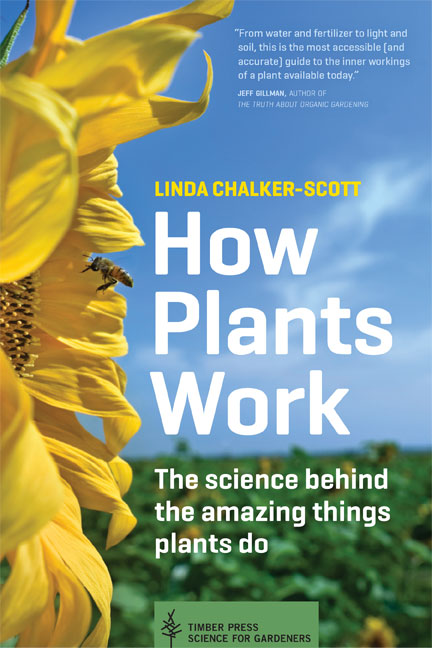 “From water and fertilizer to light and
soil, this is the most accessible [and
accurate] guide to the inner workings
of a plant available today.”
JEFF GILLMAN, AUTHOR OF
THE TRUTH ABOUT ORGANIC GARDENING
LINDA CHALKER-SCOTT
How
Plants
Work
The science behind
the amazing things
plants do
TIMBER PRESS
SCIENCE FOR GARDENERS